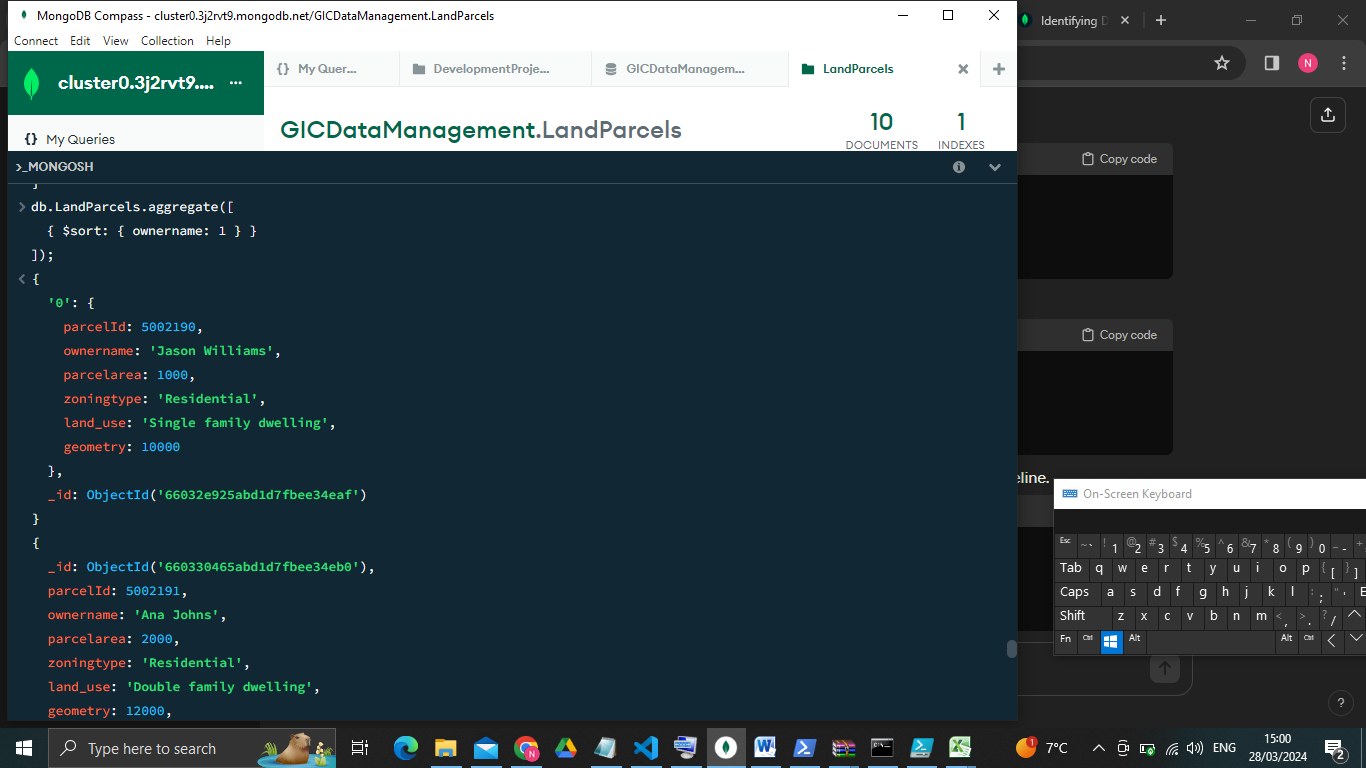 MongoDB Compass - cluster0.3j2rvt9.mongodb.net/GICDataManagement.LandParcels
Identifying D
Connect Edit View Collection Help
cluster0.3j2rvt9.... ...
{} My Quer...
DevelopmentProje...
GICDataManagem...
LandParcels
N
{} My Queries
GICDataManagement.LandParcels
10
DOCUMENTS
1
INDEXES
>_MONGOSH
Copy code
db.LandParcels.aggregate([
{ $sort: { ownername: 1 } }
]);
{
'0': {
parcelId: 5002190,
ownername: 'Jason Williams',
parcelarea: 1000,
zoningtype: 'Residential',
land_use: 'Single family dwelling',
geometry: 10000
},
_id: ObjectId('66032e925abd1d7fbee34eaf')
}
{
_id: ObjectId('660330465abd1d7fbee34eb0'),
parcelId: 5002191,
ownername: 'Ana Johns',
parcelarea: 2000,
zoningtype: 'Residential',
land_use: 'Double family dwelling',
geometry: 12000,
Copy code
eline.
On-Screen Keyboard
Esc ~ ` ! 1 @ 2 # 3 $ 4 % 5 ^ 6 & 7 * 8 ( 9 ) 0 _ - +
Tab q w e r t y u i o p { [ } ]
Caps a s d f g h j k l : ; " ' E
Shift z x c v b n m < , > . ? /
Fn Ctrl Alt Alt Ctrl
?
Type here to search
1
7°C
ENG
15:00
28/03/2024
2